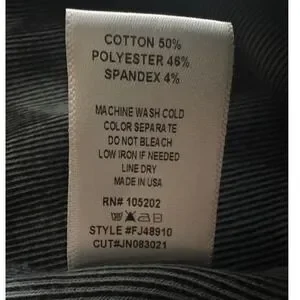 COTTON 50%
POLYESTER 46%
SPANDEX 4%
MACHINE WASH COLD
COLOR SEPARATE
DO NOT BLEACH
LOW IRON IF NEEDED
LINE DRY
MADE IN USA
RN# 105202
STYLE #FJ48910
CUT#JN083021